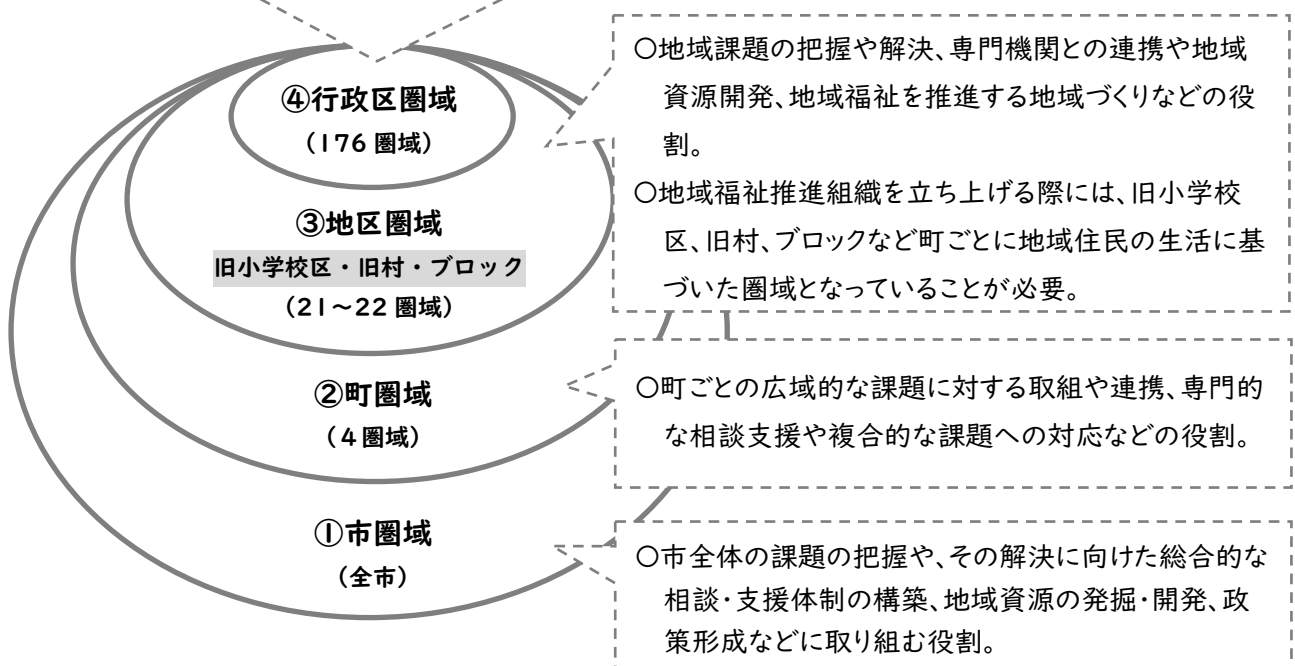 ④行政区圏域
（176 圏域）
③地区圏域
旧小学校区・旧村・ブロック
（21～22 圏域）
②町圏域
（4圏域）
①市圏域
（全市）
〇地域課題の把握や解決、専門機関との連携や地域
資源開発、地域福祉を推進する地域づくりなどの役
割。
〇地域福祉推進組織を立ち上げる際には、旧小学校
区、旧村、ブロックなど町ごとに地域住民の生活に基
づいた圏域となっていることが必要。
〇町ごとの広域的な課題に対する取組や連携、専門的
な相談支援や複合的な課題への対応などの役割。
〇市全体の課題の把握や、その解決に向けた総合的な
相談・支援体制の構築、地域資源の発掘・開発、政
策形成などに取り組む役割。